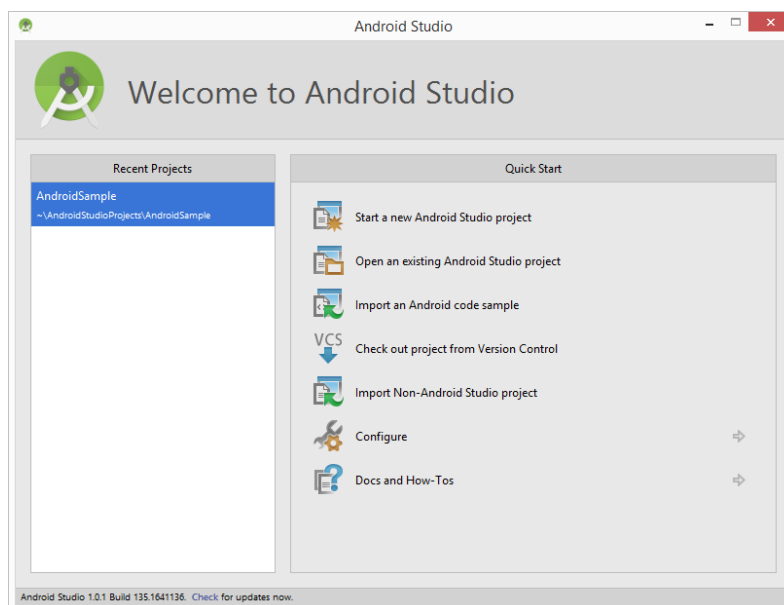 Android Studio
Welcome to Android Studio
Recent Projects
AndroidSample
~\AndroidStudioProjects\AndroidSample
Quick Start
Start a new Android Studio project
Open an existing Android Studio project
Import an Android code sample
VCS
Check out project from Version Control
Import Non-Android Studio project
Configure
Docs and How-Tos
Android Studio 1.0.1 Build 135.1641136. Check for updates now.